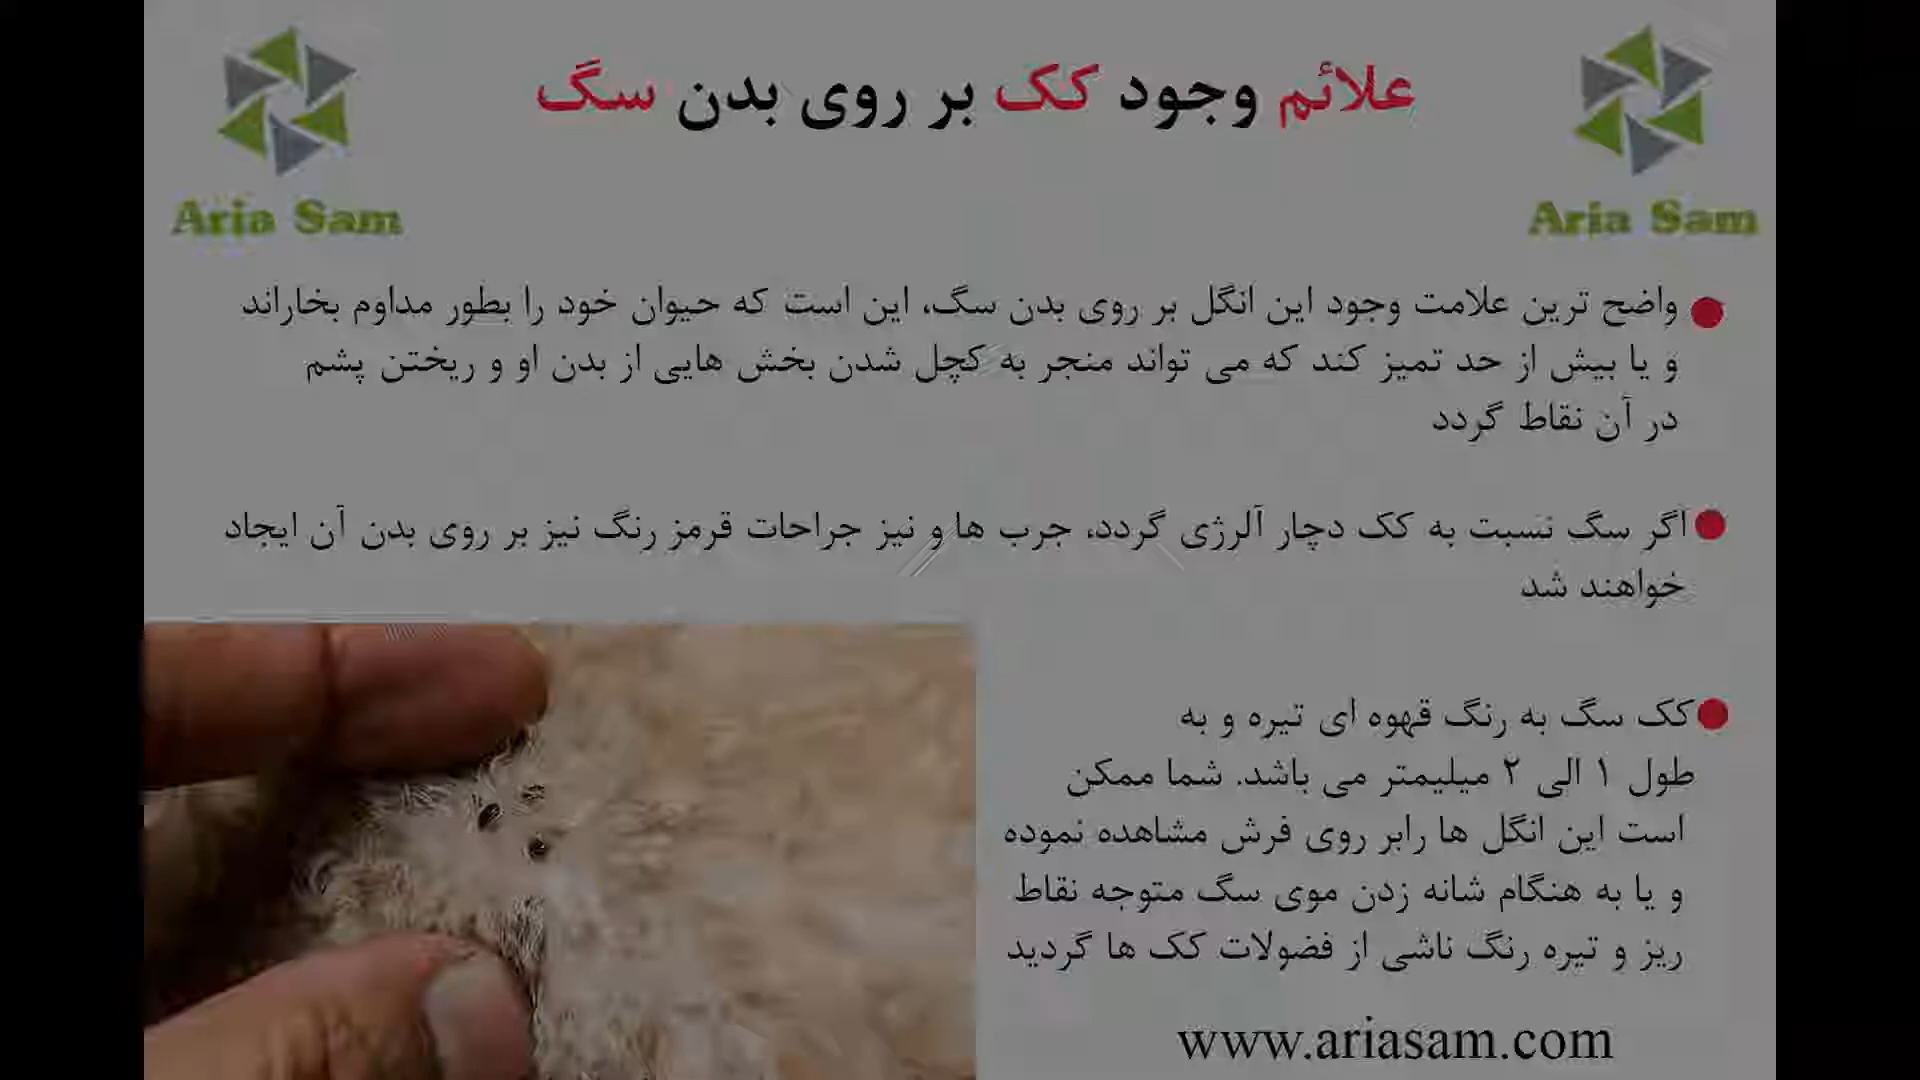 علائم وجود کک بر روی بدن سگ
Aria Sam
Aria Sam
واضح ترین علامت وجود این انگل بر روی بدن سگ، این است که حیوان خود را بطور مداوم بخاراند
و یا بیش از حد تمیز کند که می تواند منجر به کچل شدن بخش هایی از بدن او و ریختن پشم
در آن نقاط گردد
اگر سگ نسبت به کک دچار آلرژی گردد، جرب ها و نیز جراحات قرمز رنگ نیز بر روی بدن آن ایجاد
خواهند شد
کک سگ به رنگ قهوه ای تیره و به
طول ۱ الی ۲ میلیمتر می باشد. شما ممکن
است این انگل ها رابر روی فرش مشاهده نموده
و یا به هنگام شانه زدن موی سگ متوجه نقاط
ریز و تیره رنگ ناشی از فضولات کک ها گردید
www.ariasam.com